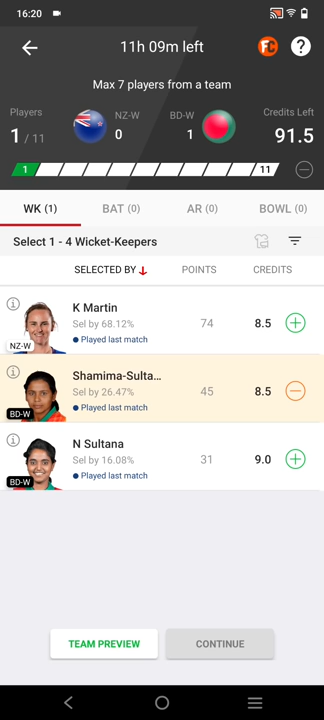 16:20
11h 09m left
FC
?
Max 7 players from a team
Players
NZ-W
BD-W
Credits Left
1 / 11
0
1
91.5
1
11
WK (1)
BAT (0)
AR (0)
BOWL (0)
Select 1 - 4 Wicket-Keepers
SELECTED BY
POINTS
CREDITS
i
K Martin
Sel by 68.12%
74
8.5
Played last match
NZ-W
i
Shamima-Sulta...
Sel by 26.47%
45
8.5
Played last match
BD-W
i
N Sultana
Sel by 16.08%
31
9.0
Played last match
BD-W
TEAM PREVIEW
CONTINUE